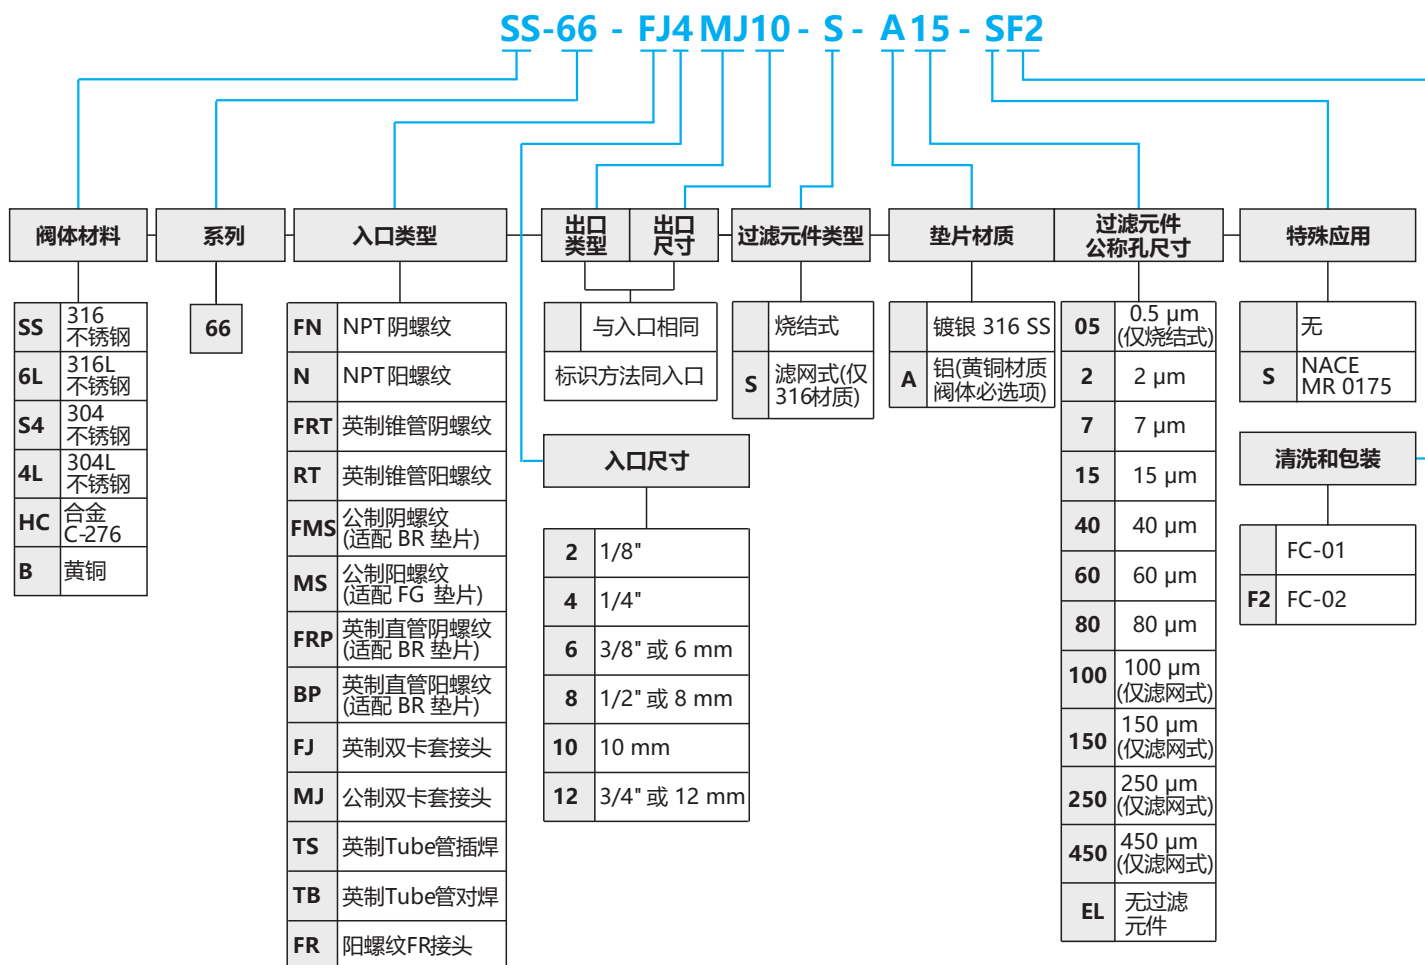 SS-66 - FJ4 MJ10 - S - A 15 - SF2
阀体材料
SS 316
不锈钢
6L 316L
不锈钢
S4 304
不锈钢
4L 304L
不锈钢
HC 合金
C-276
B 黄铜
系列
66
入口类型
FN NPT阴螺纹
N NPT阳螺纹
FRT 英制锥管阴螺纹
RT 英制锥管阳螺纹
FMS 公制阴螺纹
(适配 BR 垫片)
MS 公制阳螺纹
(适配 FG 垫片)
FRP 英制直管阴螺纹
(适配 BR 垫片)
BP 英制直管阳螺纹
(适配 BR 垫片)
FJ 英制双卡套接头
MJ 公制双卡套接头
TS 英制Tube管插焊
TB 英制Tube管对焊
FR 阳螺纹FR接头
出口
类型
出口
尺寸
与入口相同
标识方法同入口
入口尺寸
2 1/8"
4 1/4"
6 3/8" 或 6 mm
8 1/2" 或 8 mm
10 10 mm
12 3/4" 或 12 mm
过滤元件类型
烧结式
S 滤网式(仅
316材质)
垫片材质
镀银 316 SS
A 铝(黄铜材质
阀体必选项)
过滤元件
公称孔尺寸
05 0.5 μm
(仅烧结式)
2 2 μm
7 7 μm
15 15 μm
40 40 μm
60 60 μm
80 80 μm
100 100 μm
(仅滤网式)
150 150 μm
(仅滤网式)
250 250 μm
(仅滤网式)
450 450 μm
(仅滤网式)
EL 无过滤
元件
特殊应用
无
S NACE
MR 0175
清洗和包装
FC-01
F2 FC-02